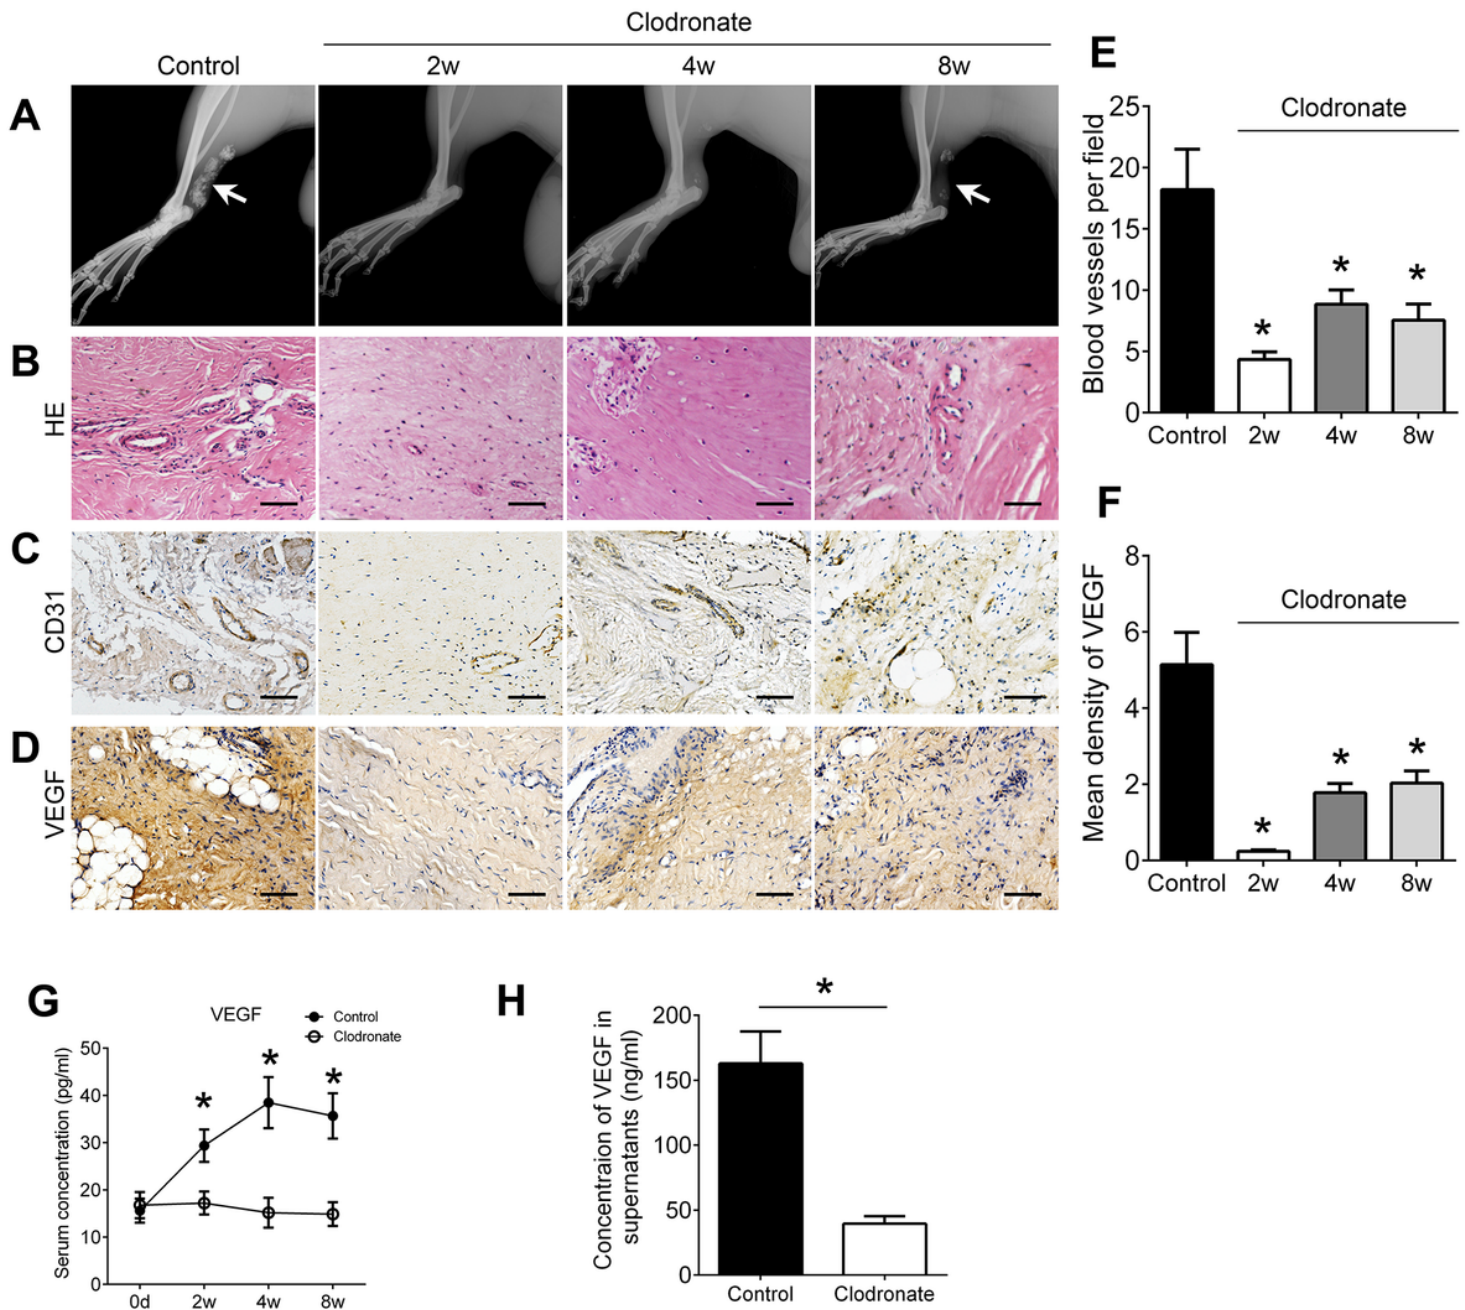 Clodronate
Control 2w 4w 8w
A
B
HE
C
CD31
D
VEGF
E
Clodronate
Blood vessels per field
25
20
15
10
5
0
Control 2w 4w 8w
*
*
*
F
Clodronate
Mean density of VEGF
8
6
4
2
0
Control 2w 4w 8w
*
*
*
G
VEGF
Control
Clodronate
Serum concentration (pg/ml)
50
40
30
20
10
0
0d 2w 4w 8w
*
*
*
H
*
Concentraion of VEGF in
supernatants (ng/ml)
200
150
100
50
0
Control Clodronate